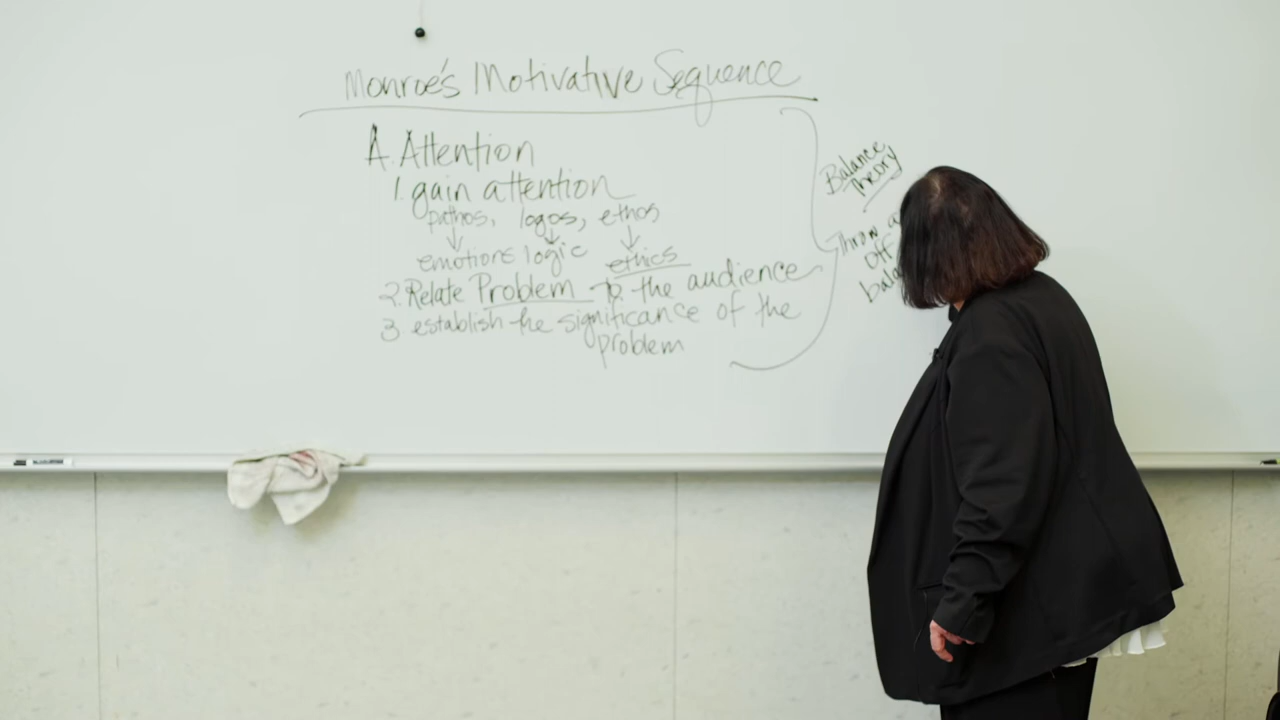 Monroe's Motivative Sequence
A. Attention
1. gain attention
pathos, logos, ethos
emotions logic ethics
2. Relate Problem to the audience
3 establish the significance of the
problem
Balance
Theory
Throw
off